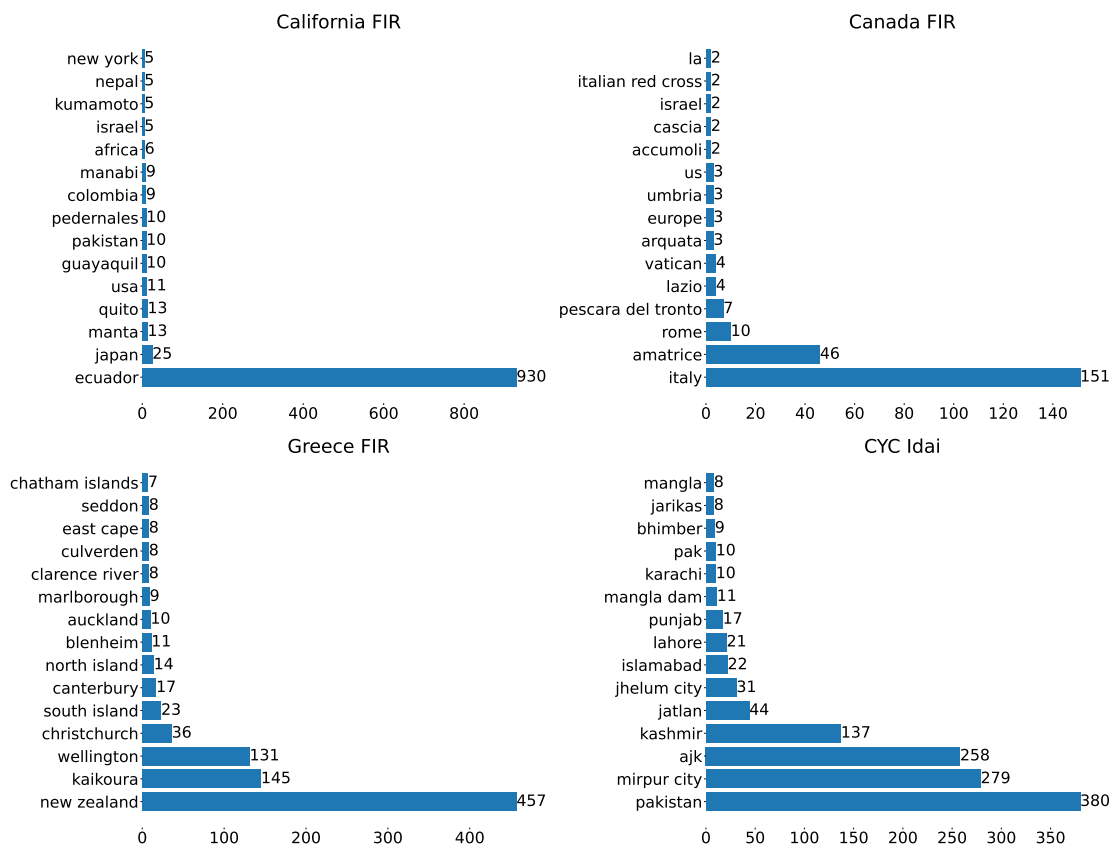 California FIR
new york 5
nepal 5
kumamoto 5
israel 5
africa 6
manabi 9
colombia 9
pedernales 10
pakistan 10
guayaquil 10
usa 11
quito 13
manta 13
japan 25
ecuador 930
0 200 400 600 800
Canada FIR
la 2
italian red cross 2
israel 2
cascia 2
accumoli 2
us 3
umbria 3
europe 3
arquata 3
vatican 4
lazio 4
pescara del tronto 7
rome 10
amatrice 46
italy 151
0 20 40 60 80 100 120 140
Greece FIR
chatham islands 7
seddon 8
east cape 8
culverden 8
clarence river 8
marlborough 9
auckland 10
blenheim 11
north island 14
canterbury 17
south island 23
christchurch 36
wellington 131
kaikoura 145
new zealand 457
0 100 200 300 400
CYC Idai
mangla 8
jarikas 8
bhimber 9
pak 10
karachi 10
mangla dam 11
punjab 17
lahore 21
islamabad 22
jhelum city 31
jatlan 44
kashmir 137
ajk 258
mirpur city 279
pakistan 380
0 50 100 150 200 250 300 350